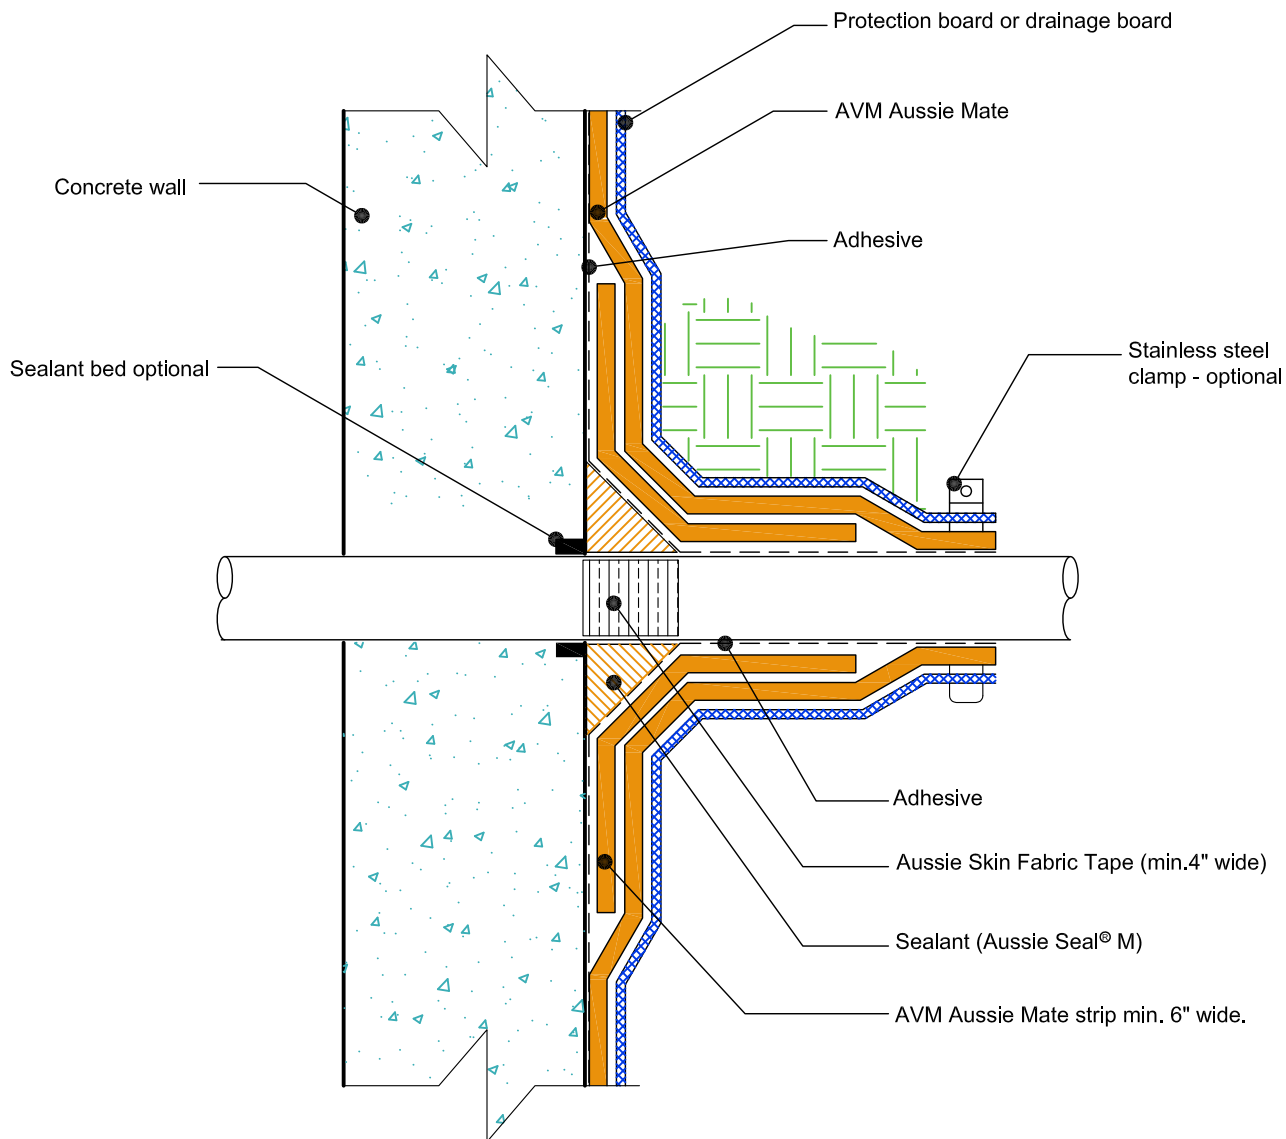 Protection board or drainage board
AVM Aussie Mate
Concrete wall
Adhesive
Stainless steel
clamp - optional
Sealant bed optional
Adhesive
Aussie Skin Fabric Tape (min.4" wide)
Sealant (Aussie Seal® M)
AVM Aussie Mate strip min. 6" wide.